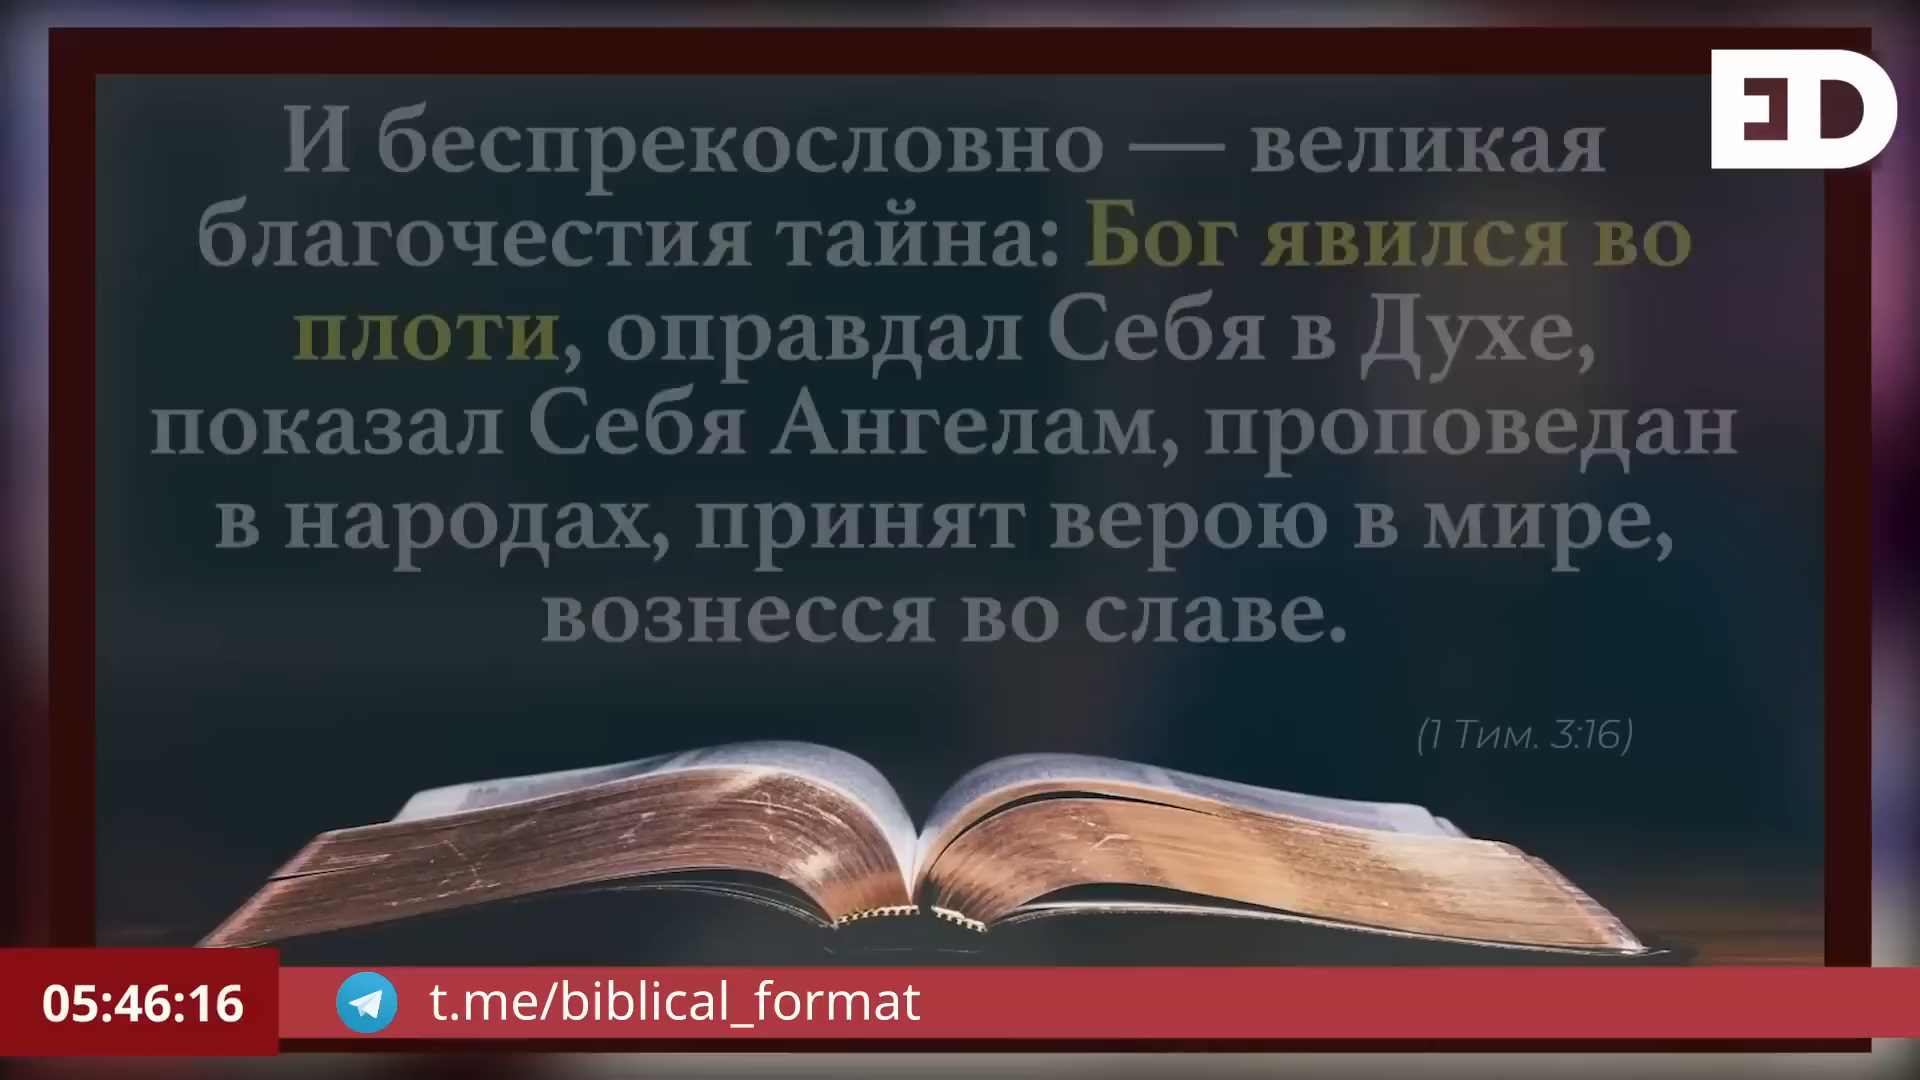 И беспрекословно — великая
благочестия тайна: Бог явился во
плоти, оправдал Себя в Духе,
показал Себя Ангелам, проповедан
в народах, принят верою в мире,
вознесся во славе.
(1 Тим. 3:16)
05:46:16
t.me/biblical_format